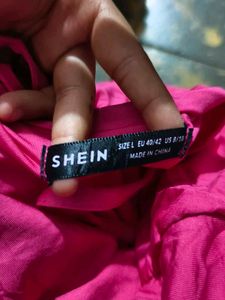 SHEIN
SIZE L EU 40/42 US 8/10
MADE IN CHINA